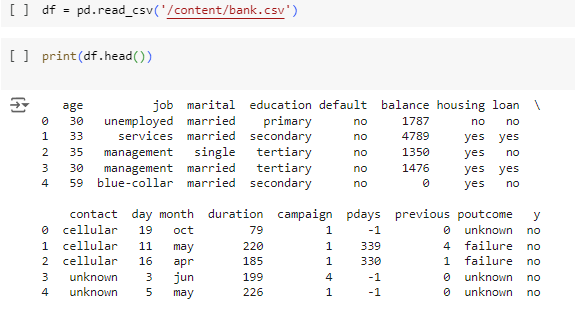 [ ] df = pd.read_csv('/content/bank.csv')
[ ] print(df.head())
age job marital education default balance housing loan \
0 30 unemployed married primary no 1787 no no
1 33 services married secondary no 4789 yes yes
2 35 management single tertiary no 1350 yes no
3 30 management married tertiary no 1476 yes yes
4 59 blue-collar married secondary no 0 yes no
contact day month duration campaign pdays previous poutcome y
0 cellular 19 oct 79 1 -1 0 unknown no
1 cellular 11 may 220 1 339 4 failure no
2 cellular 16 apr 185 1 330 1 failure no
3 unknown 3 jun 199 4 -1 0 unknown no
4 unknown 5 may 226 1 -1 0 unknown no